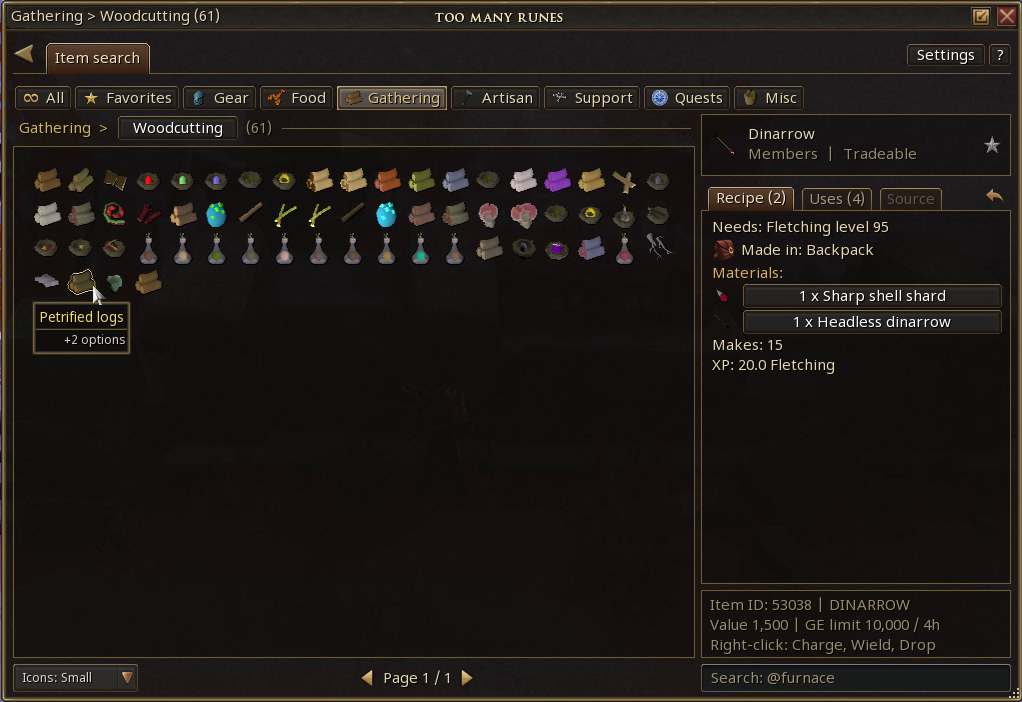 Gathering > Woodcutting (61)
TOO MANY RUNES
Item search
Settings
?
All
Favorites
Gear
Food
Gathering
Artisan
Support
Quests
Misc
Gathering > Woodcutting (61)
Dinarrow
Members | Tradeable
Recipe (2)
Uses (4)
Source
Needs: Fletching level 95
Made in: Backpack
Materials:
1 x Sharp shell shard
1 x Headless dinarrow
Makes: 15
XP: 20.0 Fletching
Petrified logs
+2 options
Item ID: 53038 | DINARROW
Value 1,500 | GE limit 10,000 / 4h
Right-click: Charge, Wield, Drop
Icons: Small
Page 1 / 1
Search: @furnace